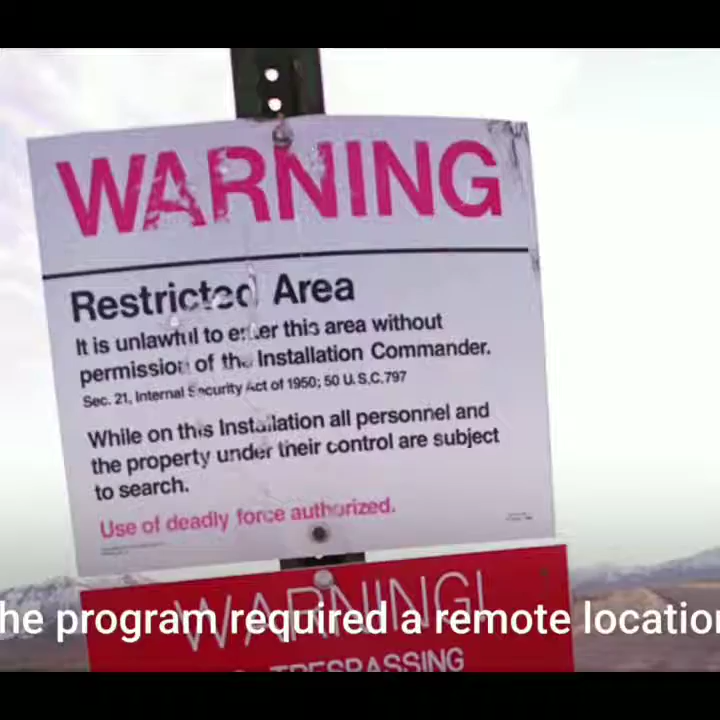 WARNING
Restricted Area
It is unlawful to enter this area without
permission of the Installation Commander.
Sec. 21, Internal Security Act of 1950; 50 U.S.C.797
While on this Installation all personnel and
the property under their control are subject
to search.
Use of deadly force authorized.
WARNING!
TRESPASSING
he program required a remote location